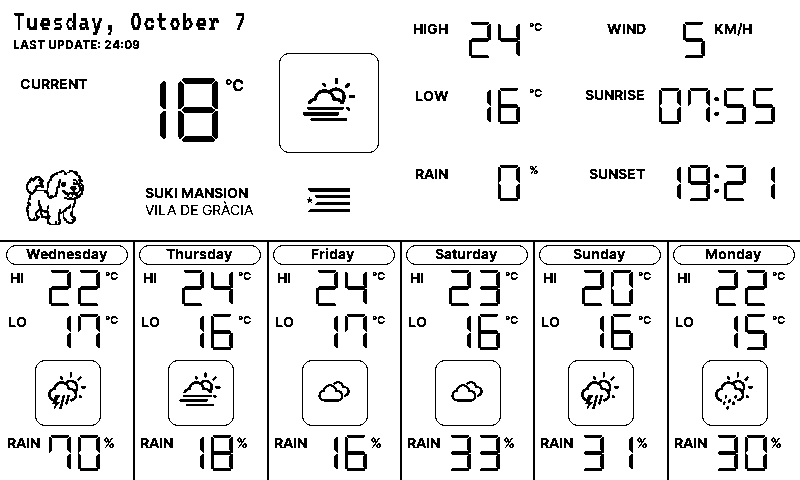 Tuesday, October 7
LAST UPDATE: 24:09
CURRENT 18 °C
SUKI MANSION
VILA DE GRÀCIA
HIGH 24 °C
LOW 16 °C
RAIN 0 %
WIND 5 KM/H
SUNRISE 07:55
SUNSET 19:21
Wednesday
HI 22 °C
LO 17 °C
RAIN 70 %
Thursday
HI 24 °C
LO 16 °C
RAIN 18 %
Friday
HI 24 °C
LO 17 °C
RAIN 16 %
Saturday
HI 23 °C
LO 16 °C
RAIN 33 %
Sunday
HI 20 °C
LO 16 °C
RAIN 31 %
Monday
HI 22 °C
LO 15 °C
RAIN 30 %